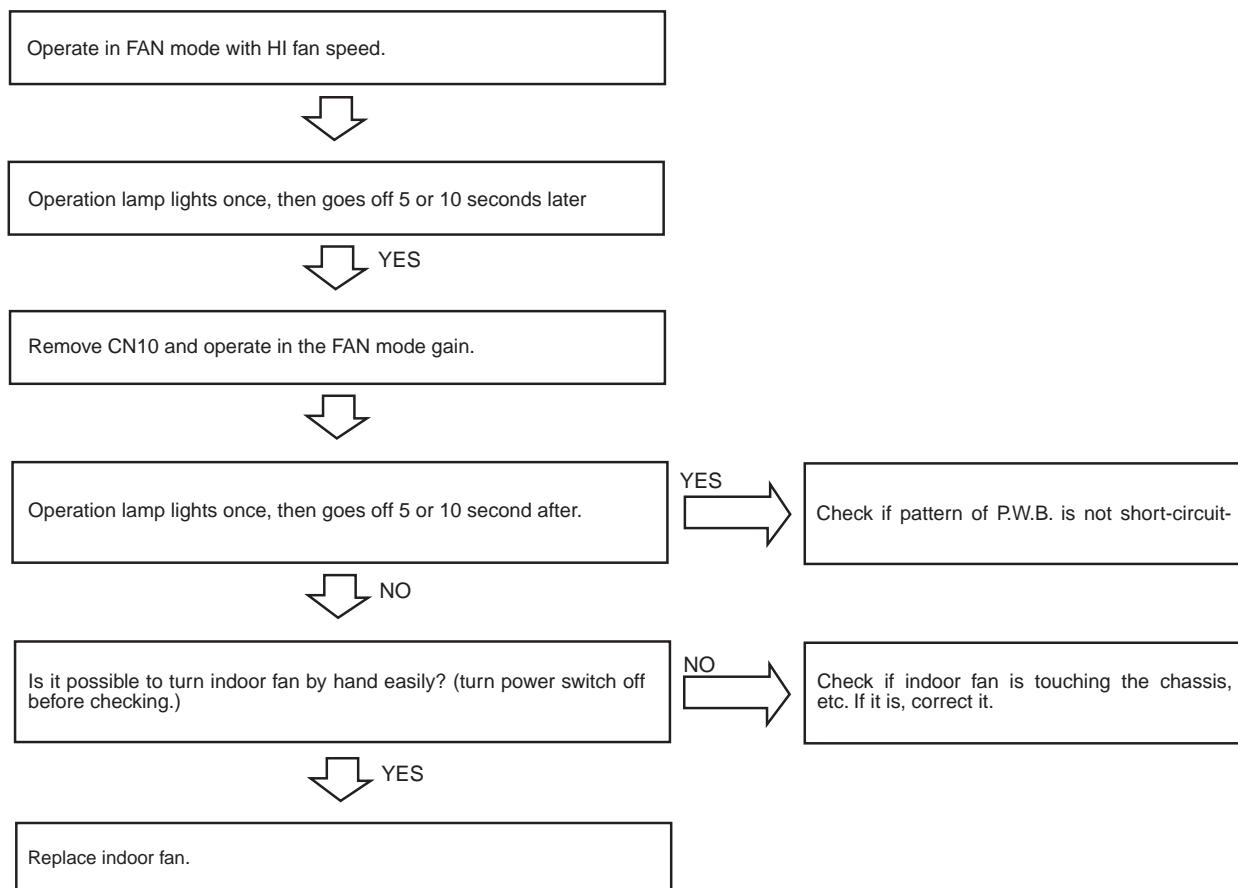 Operate in FAN mode with HI fan speed.
Operation lamp lights once, then goes off 5 or 10 seconds later
YES
Remove CN10 and operate in the FAN mode gain.
Operation lamp lights once, then goes off 5 or 10 second after.
YES
Check if pattern of P.W.B. is not short-circuit-
NO
Is it possible to turn indoor fan by hand easily? (turn power switch off
before checking.)
NO
Check if indoor fan is touching the chassis,
etc. If it is, correct it.
YES
Replace indoor fan.